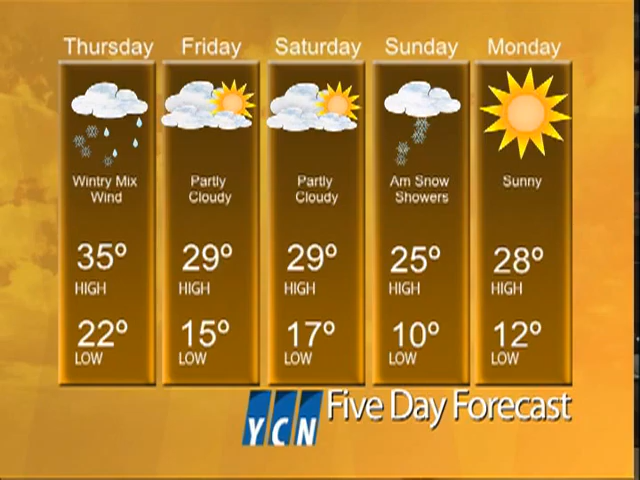 Thursday Friday Saturday Sunday Monday
Wintry Mix
Wind
Partly
Cloudy
Partly
Cloudy
Am Snow
Showers
Sunny
35º 29º 29º 25º 28º
HIGH HIGH HIGH HIGH HIGH
22º 15º 17º 10º 12º
LOW LOW LOW LOW LOW
YCN Five Day Forecast